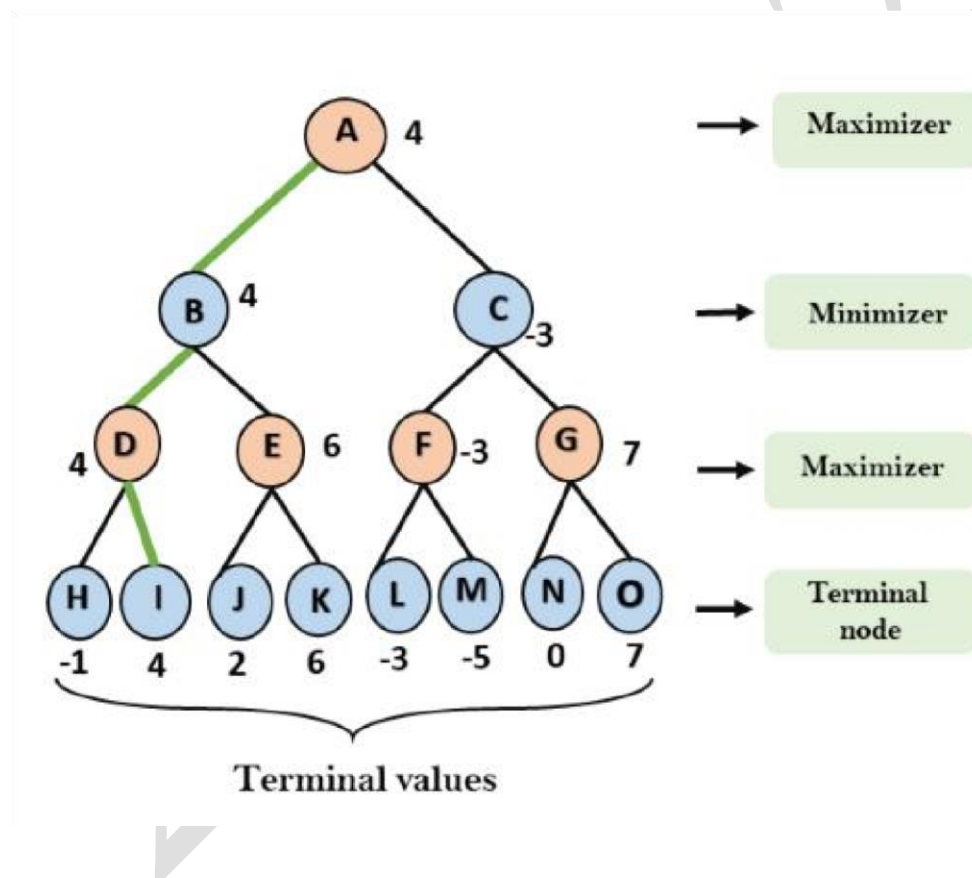 A 4 Maximizer
B 4 C -3 Minimizer
D 4 E 6 F -3 G 7 Maximizer
H I J K L M N O Terminal
node
-1 4 2 6 -3 -5 0 7
Terminal values